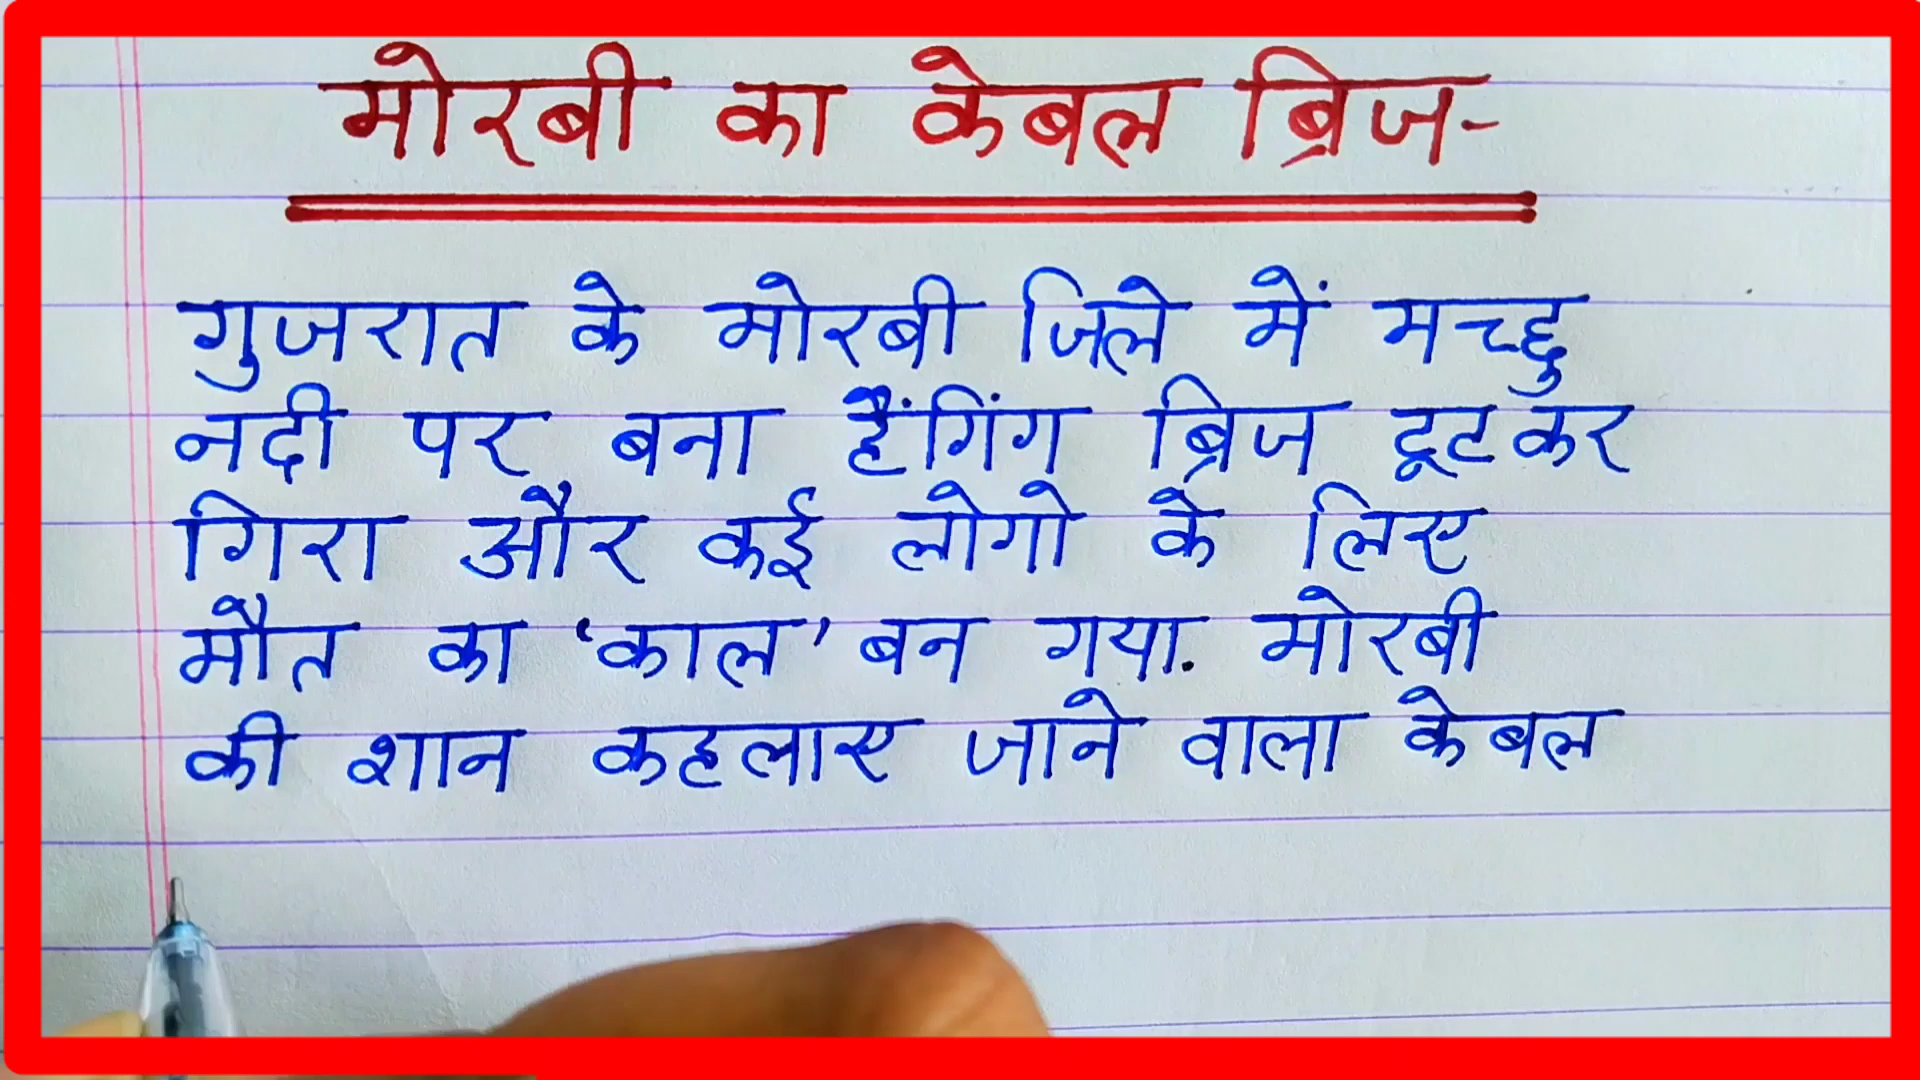 मोरबी का केबल ब्रिज-
गुजरात के मोरबी जिले में मच्छु
नदी पर बना हैंगिंग ब्रिज टूटकर
गिरा और कई लोगो के लिए
मौत का ‘काल’ बन गया. मोरबी
की शान कहलाए जाने वाला केबल